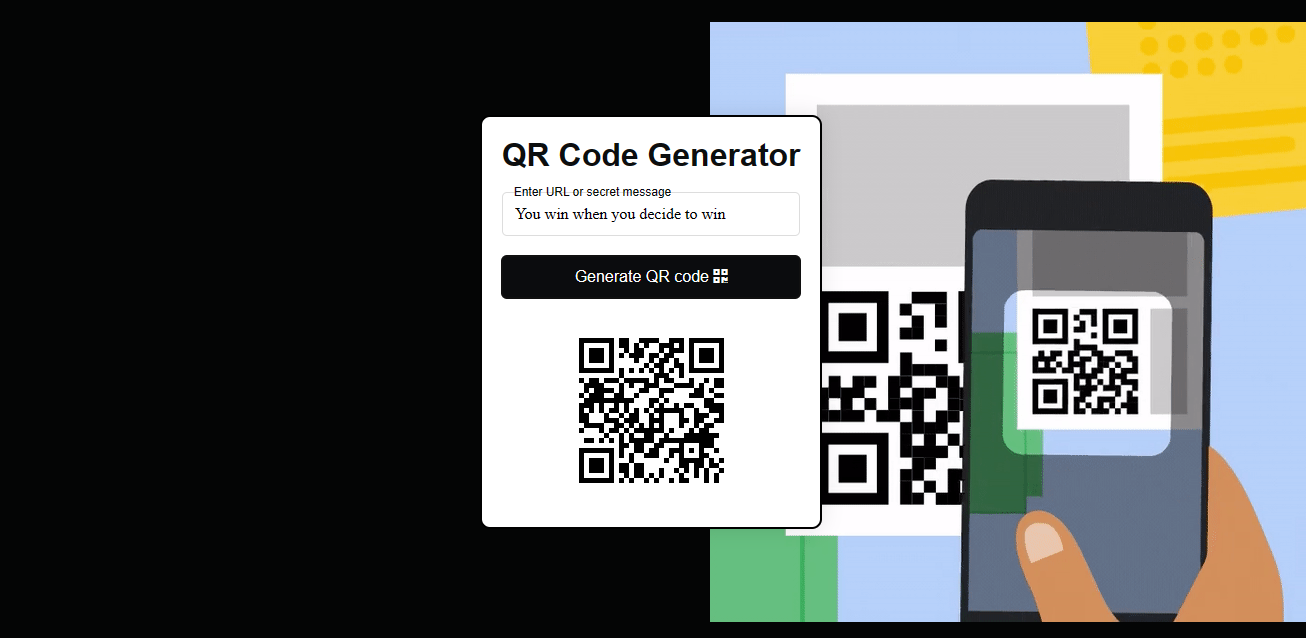 QR Code Generator
Enter URL or secret message
You win when you decide to win
Generate QR code